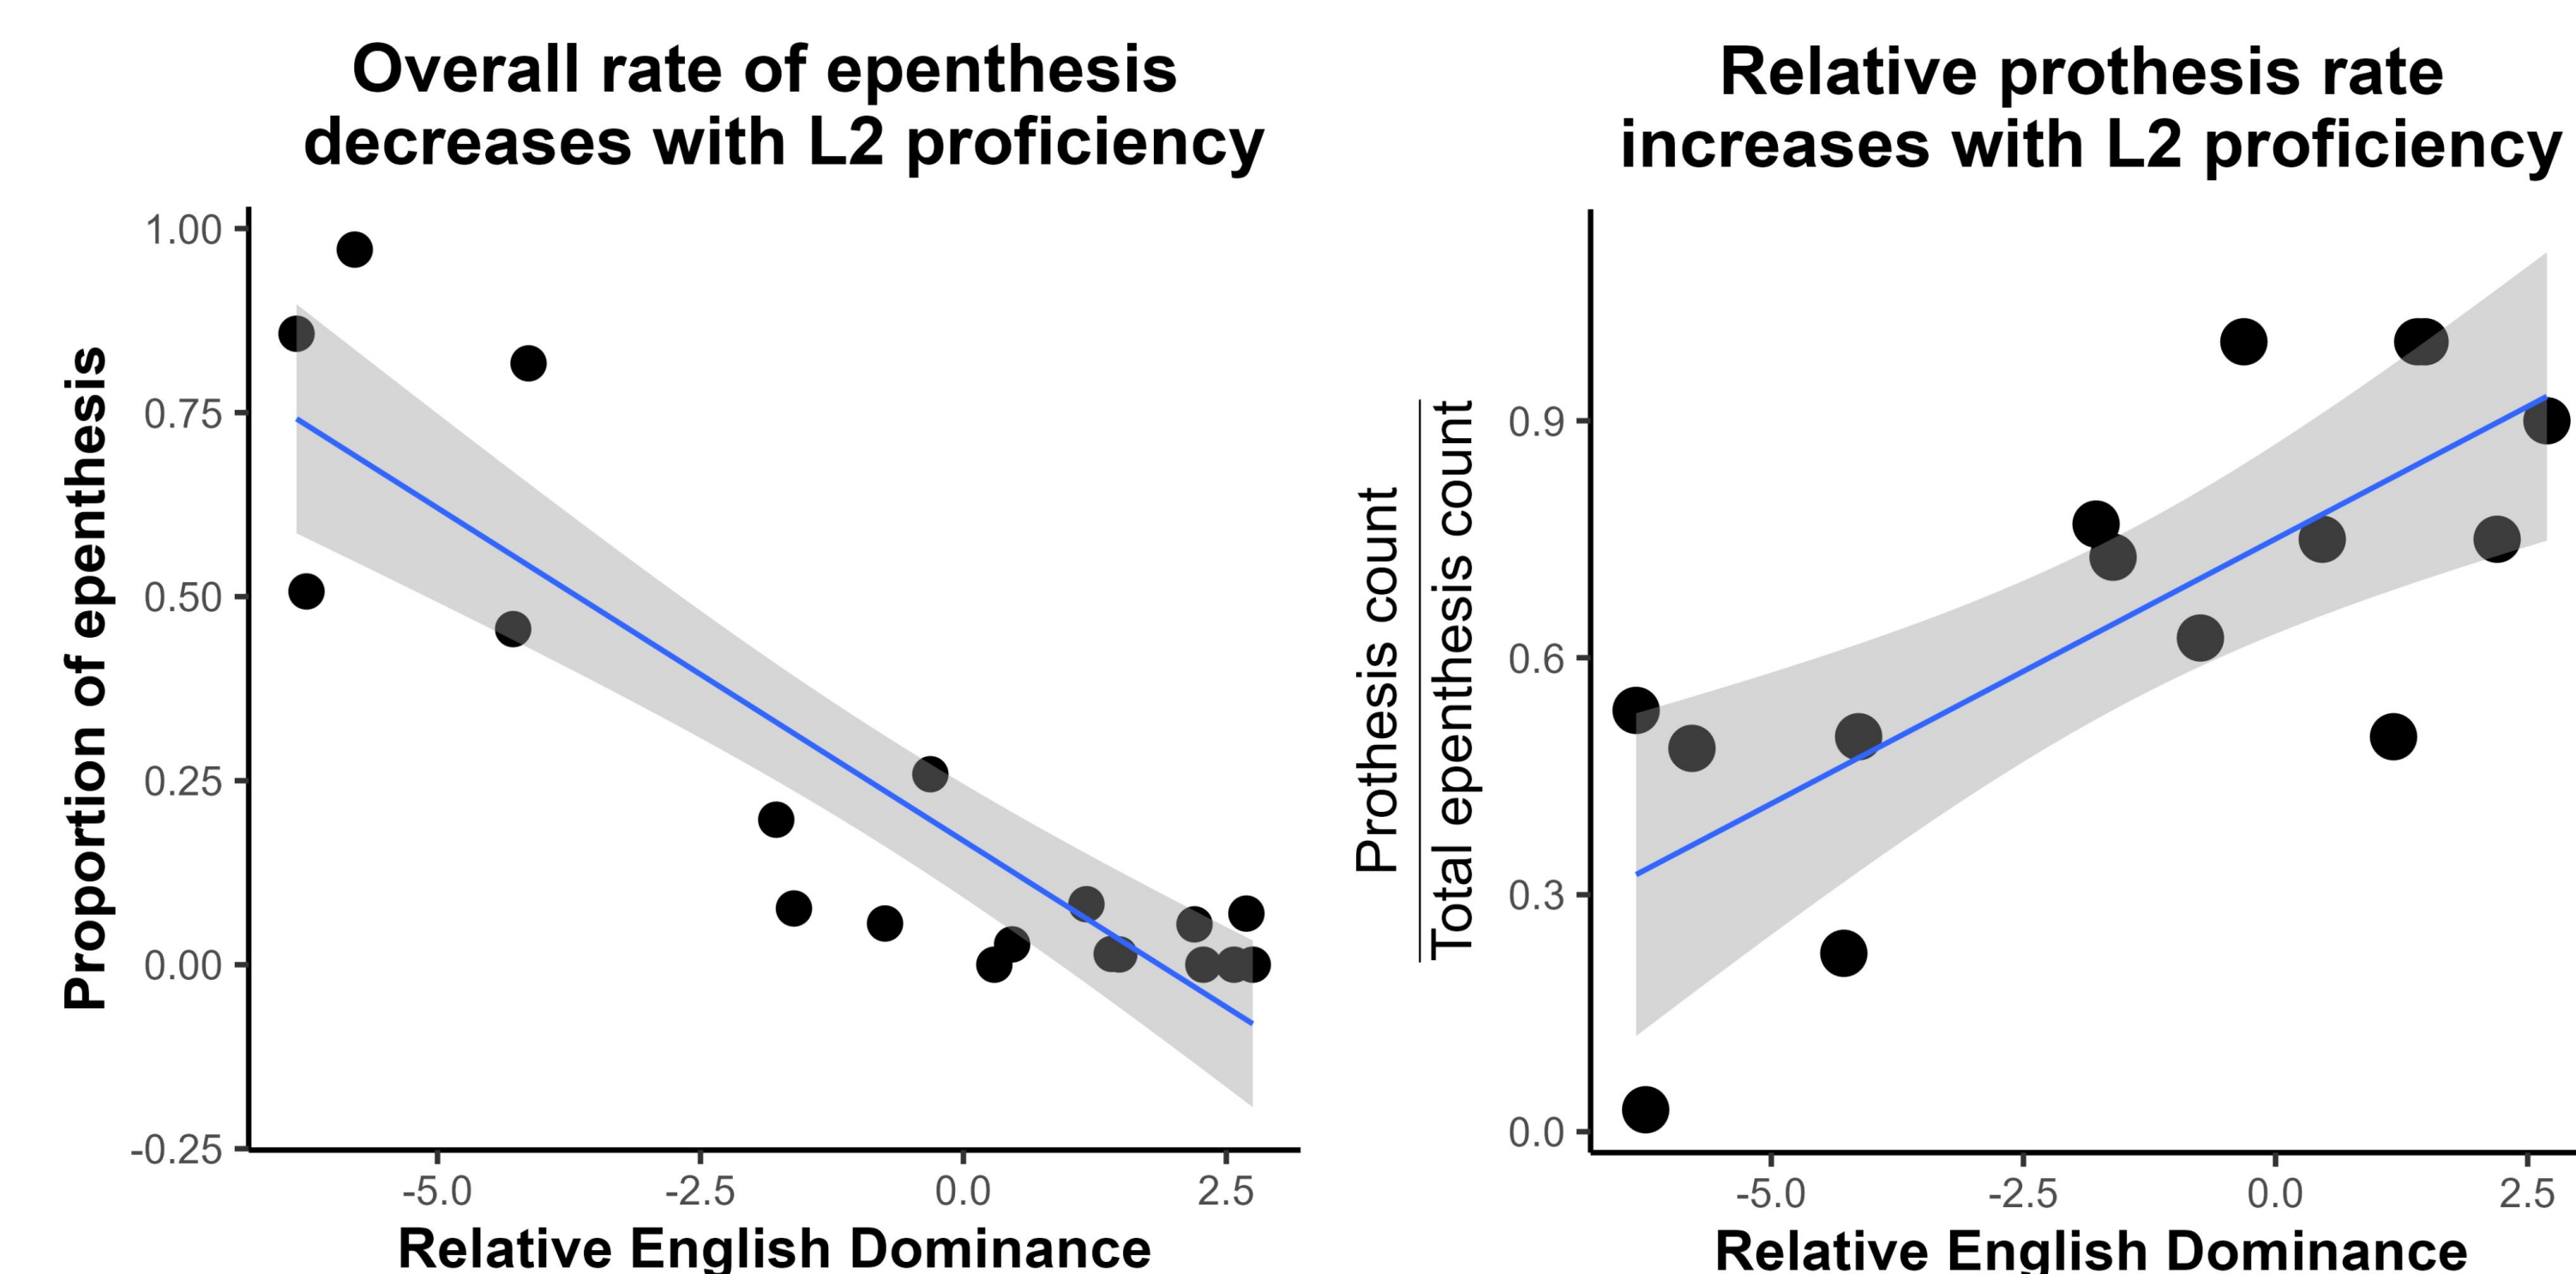 Overall rate of epenthesis
decreases with L2 proficiency
Proportion of epenthesis
1.00
0.75
0.50
0.25
0.00
-0.25
-5.0 -2.5 0.0 2.5
Relative English Dominance
Relative prothesis rate
increases with L2 proficiency
Prothesis count
Total epenthesis count
0.9
0.6
0.3
0.0
-5.0 -2.5 0.0 2.5
Relative English Dominance